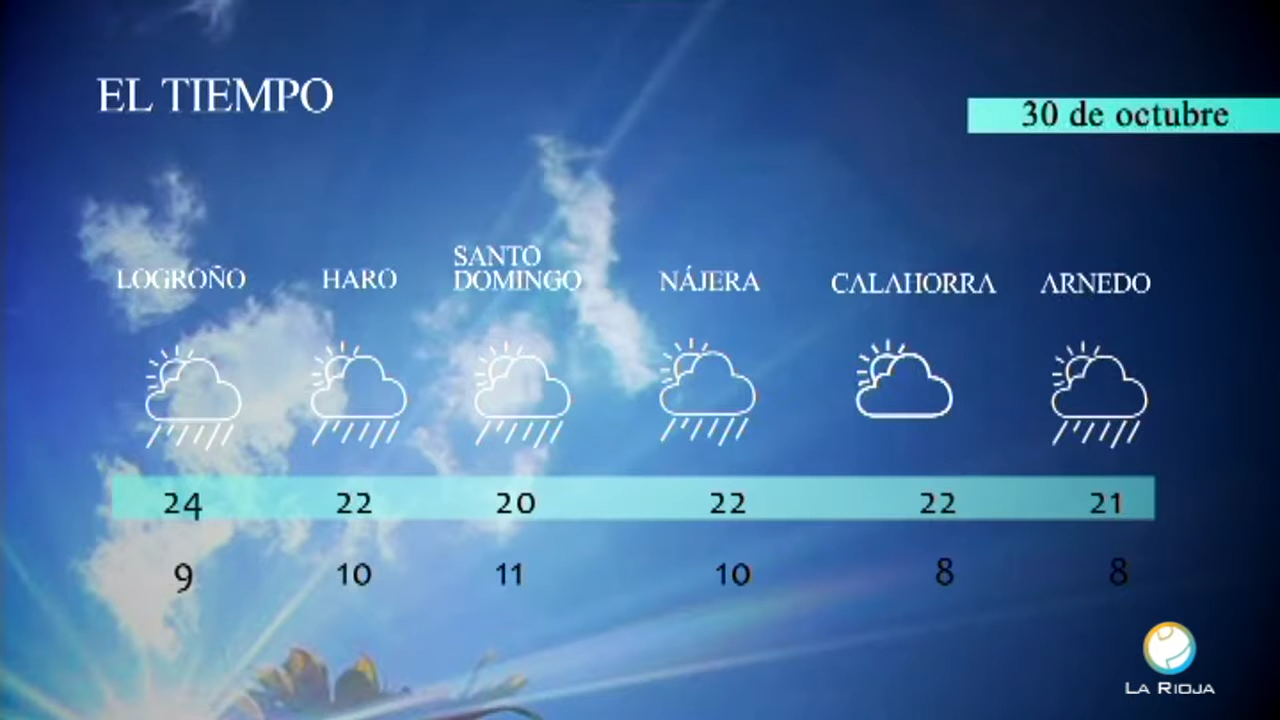 EL TIEMPO
30 de octubre
LOGROÑO
HARO
SANTO
DOMINGO
NÁJERA
CALAHORRA
ARNEDO
24 22 20 22 22 21
9 10 11 10 8 8
LA RIOJA